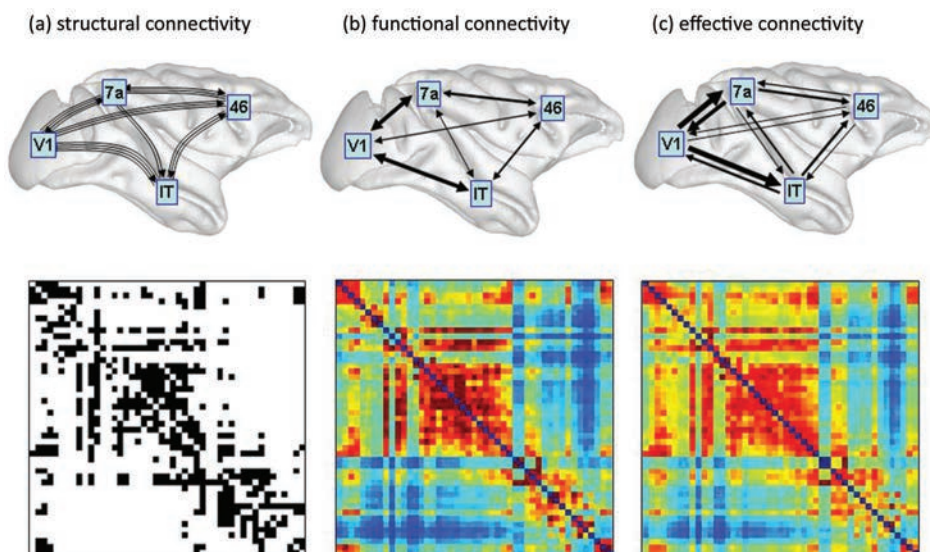 (a) structural connectivity
(b) functional connectivity
(c) effective connectivity
7a
46
V1
IT
7a
46
V1
IT
7a
46
V1
IT